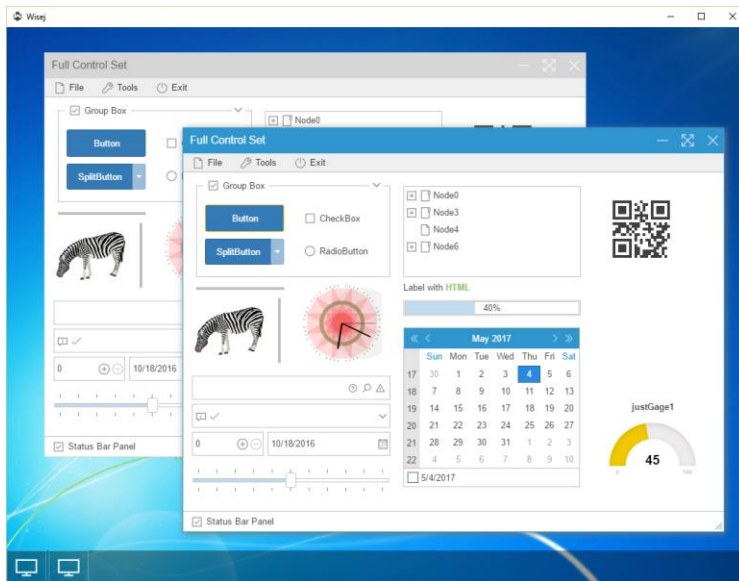 Wisej
Full Control Set
File Tools Exit
Group Box
Button
SplitButton
Node0
0 10/18/2016
Status Bar Panel
Full Control Set
File Tools Exit
Group Box
Button CheckBox
SplitButton RadioButton
Node0
Node3
Node4
Node6
Label with HTML
40%
May 2017
Sun Mon Tue Wed Thu Fri Sat
17 30 1 2 3 4 5 6
18 7 8 9 10 11 12 13
19 14 15 16 17 18 19 20
20 21 22 23 24 25 26 27
21 28 29 30 31 1 2 3
22 4 5 6 7 8 9 10
5/4/2017
0 10/18/2016
justGage1
45
0 100
Status Bar Panel